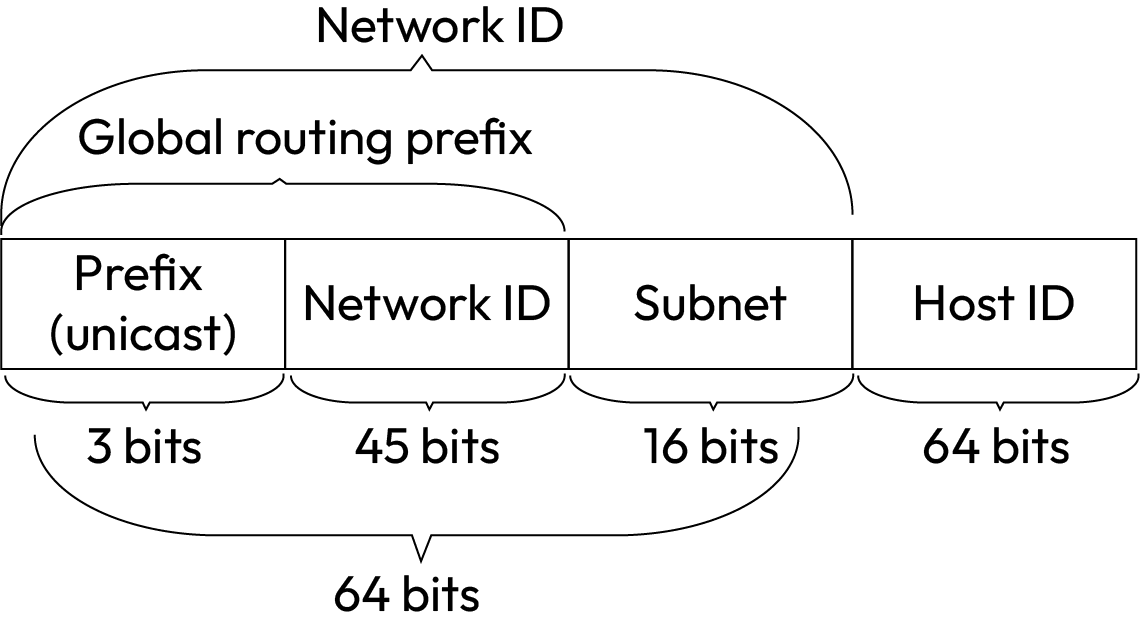 Network ID
Global routing prefix
Prefix
(unicast)
Network ID
Subnet
Host ID
3 bits
45 bits
16 bits
64 bits
64 bits